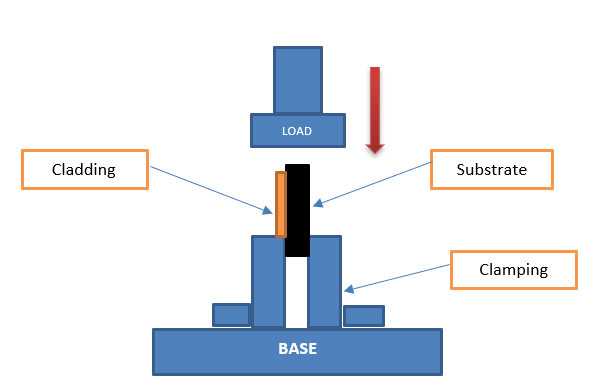 LOAD
Cladding
Substrate
Clamping
BASE